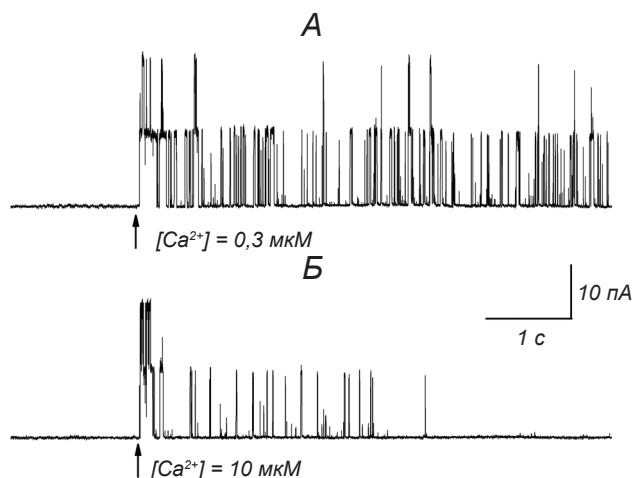 А
[Ca²⁺] = 0,3 мкМ
Б
10 пА
1 с
[Ca²⁺] = 10 мкМ